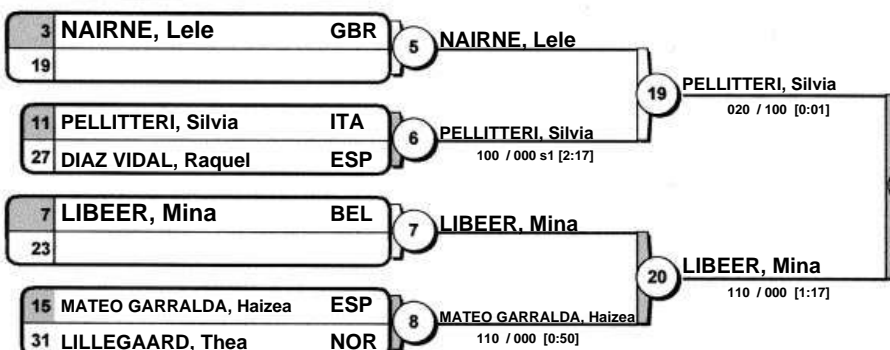 3 NAIRNE, Lele GBR
19
5 NAIRNE, Lele
11 PELLITTERI, Silvia ITA
27 DIAZ VIDAL, Raquel ESP
6 PELLITTERI, Silvia
100 / 000 s1 [2:17]
19 PELLITTERI, Silvia
020 / 100 [0:01]
7 LIBEER, Mina BEL
23
7 LIBEER, Mina
15 MATEO GARRALDA, Haizea ESP
31 LILLEGAARD, Thea NOR
8 MATEO GARRALDA, Haizea
110 / 000 [0:50]
20 LIBEER, Mina
110 / 000 [1:17]